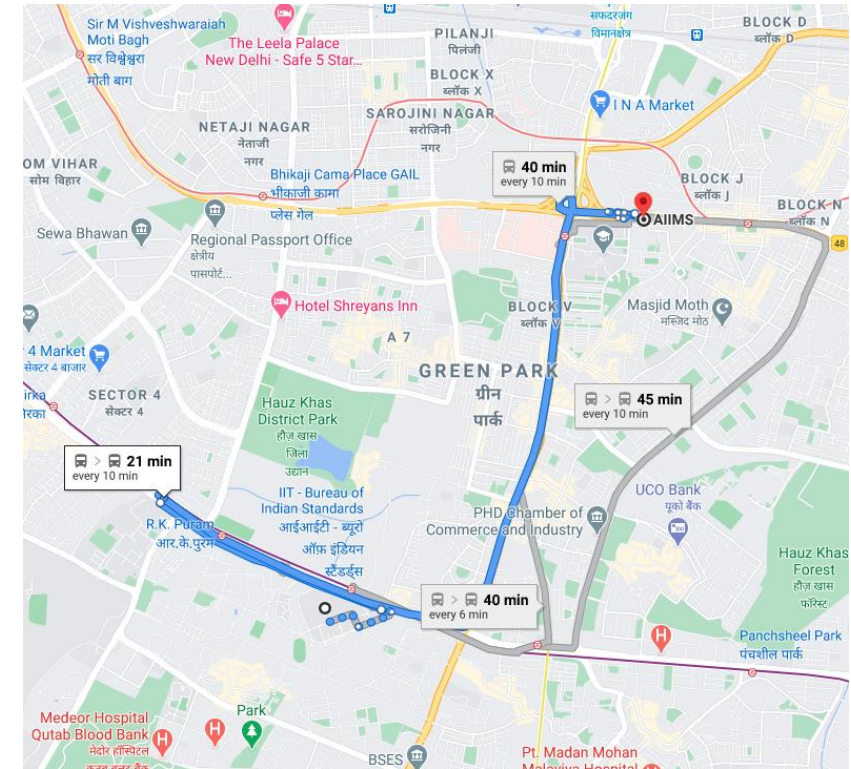 Sir M Vishveshwaraiah
Moti Bagh
सर विश्वेश्वरा
मोती बाग
The Leela Palace
New Delhi - Safe 5 Star...
PILANJI
पिलंजी
सफदरजंग
विमानक्षेत्र
BLOCK D
ब्लॉक D
BLOCK X
ब्लॉक X
I N A Market
SAROJINI NAGAR
सरोजिनी
नगर
NETAJI NAGAR
नेताजी
नगर
OM VIHAR
सोम विहार
Bhikaji Cama Place GAIL
भीकाजी कामा
प्लेस गेल
40 min
every 10 min
BLOCK J
ब्लॉक J
BLOCK N
ब्लॉक N
AIIMS
48
Sewa Bhawan
Regional Passport Office
क्षेत्रीय
पासपोर्ट...
Hotel Shreyans Inn
BLOCK V
ब्लॉक V
Masjid Moth
मस्जिद मोठ
A 7
4 Market
सेक्टर 4 बाजार
GREEN PARK
ग्रीन
पार्क
SECTOR 4
सेक्टर 4
Hauz Khas
District Park
हौज़ खास
जिला
उद्यान
> 45 min
every 10 min
> 21 min
every 10 min
IIT - Bureau of
Indian Standards
आईआईटी - ब्यूरो
ऑफ़ इंडियन
स्टैंडर्ड्स
R.K. Puram
आर.के.पुरम
PHD Chamber of
Commerce and Industry
UCO Bank
यूको बैंक
Hauz Khas
Forest
हौज़ खास
फॉरेस्ट
> 40 min
every 6 min
Panchsheel Park
पंचशील पार्क
Medeor Hospital
Qutab Blood Bank
मेदोर हॉस्पिटल
Park
BSES
Pt. Madan Mohan
Malaviya Hospital